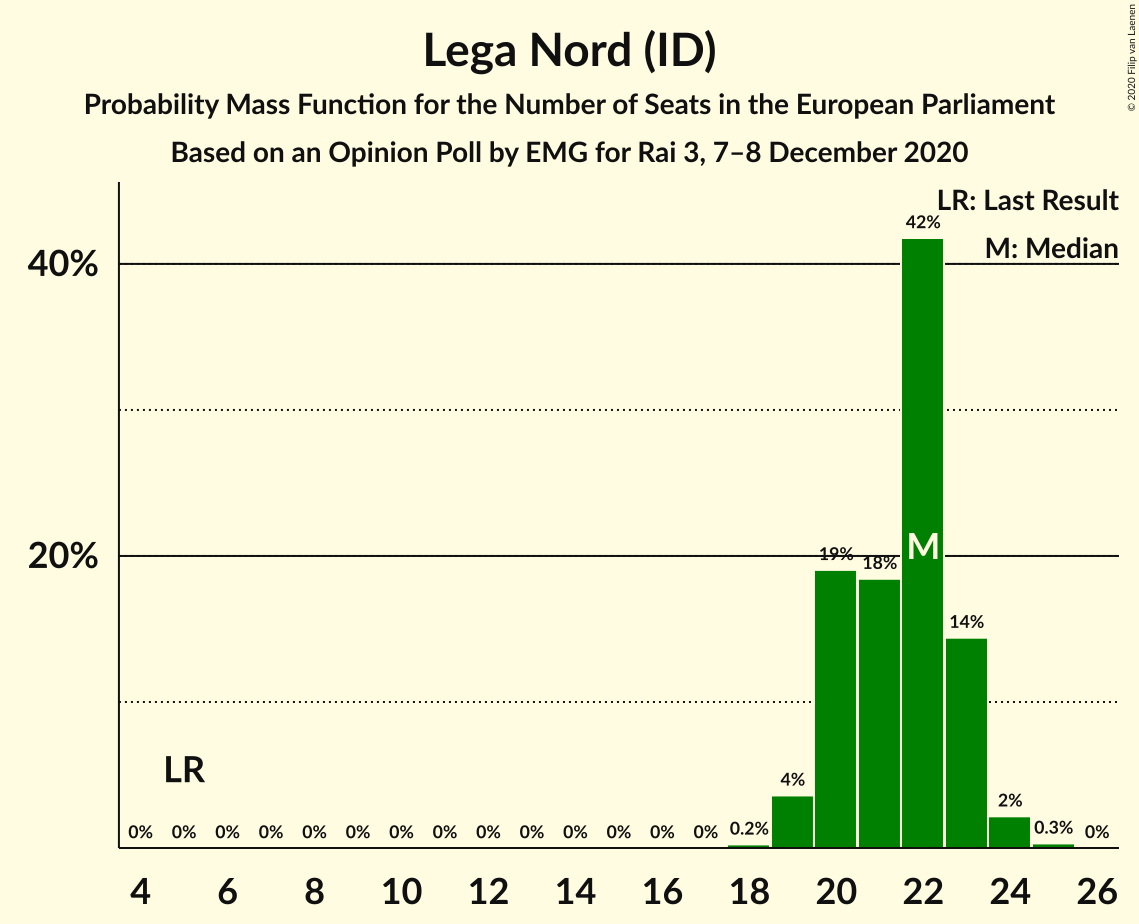 Lega Nord (ID)
Probability Mass Function for the Number of Seats in the European Parliament
Based on an Opinion Poll by EMG for Rai 3, 7–8 December 2020
© 2020 Filip van Laenen
LR: Last Result
M: Median
40%
20%
42%
19%
18%
M
14%
LR
4%
2%
0% 0% 0% 0% 0% 0% 0% 0% 0% 0% 0% 0% 0% 0% 0.2% 0.3% 0%
4 6 8 10 12 14 16 18 20 22 24 26